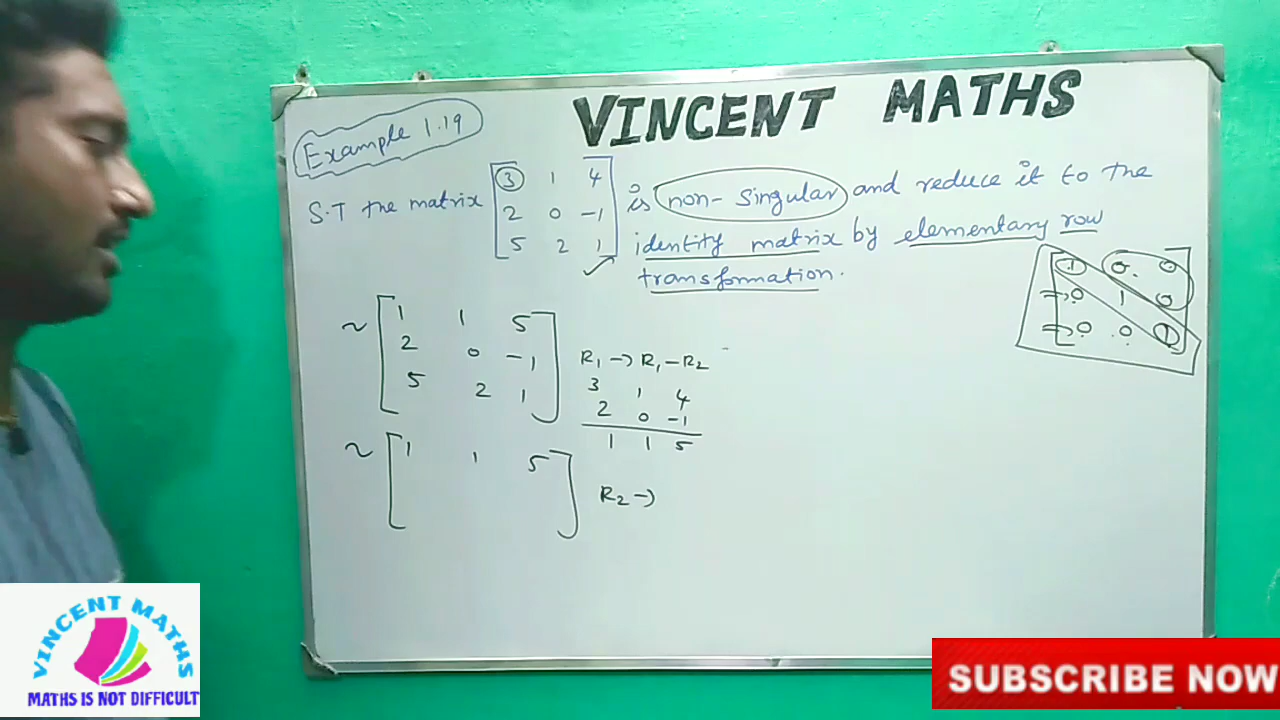 VINCENT MATHS
Example 1.19
S.T the matrix [3 1 4 is non-singular and reduce it to the
2 0 -1
5 2 1] identity matrix by elementary row
transformation.
[1 0 0
→0 1 0
→0 0 1]
~ [1 1 5
2 0 -1
5 2 1] R1 → R1 - R2
3 1 4
2 0 -1
1 1 5
~ [1 1 5
] R2 →
VINCENT MATHS
MATHS IS NOT DIFFICULT
SUBSCRIBE NOW